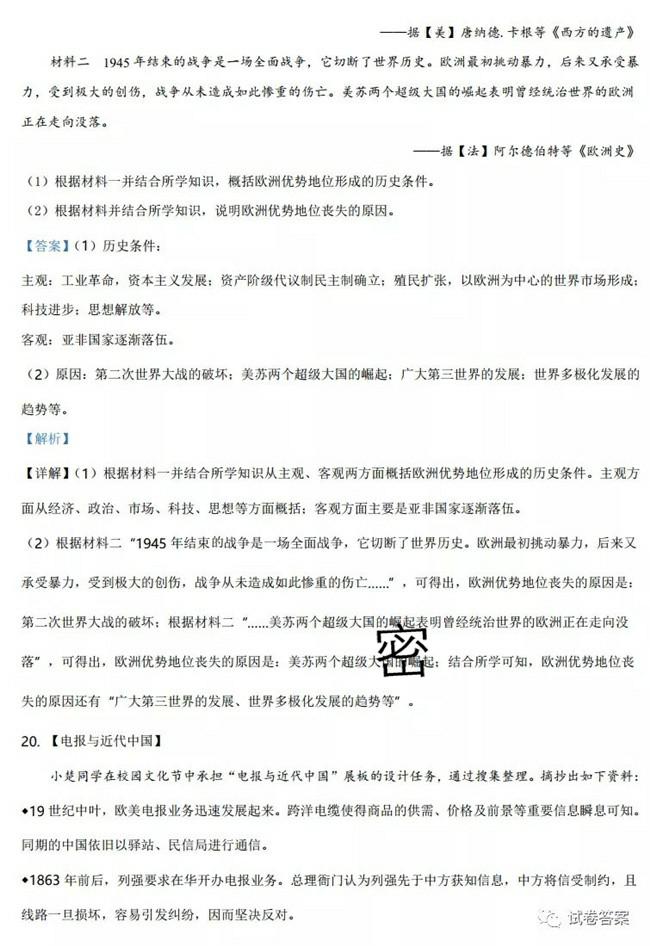 ——据【美】唐纳德.卡根等《西方的遗产》
材料二 1945年结束的战争是一场全面战争，它切断了世界历史。欧洲最初挑动暴力，后来又承受暴
力，受到极大的创伤，战争从未造成如此惨重的伤亡。美苏两个超级大国的崛起表明曾经统治世界的欧洲
正在走向没落。
——据【法】阿尔德伯特等《欧洲史》
（1）根据材料一并结合所学知识，概括欧洲优势地位形成的历史条件。
（2）根据材料并结合所学知识，说明欧洲优势地位丧失的原因。
【答案】（1）历史条件：
主观：工业革命，资本主义发展；资产阶级代议制民主制确立；殖民扩张，以欧洲为中心的世界市场形成；
科技进步；思想解放等。
客观：亚非国家逐渐落伍。
（2）原因：第二次世界大战的破坏；美苏两个超级大国的崛起；广大第三世界的发展；世界多极化发展的
趋势等。
【解析】
【详解】（1）根据材料一并结合所学知识从主观、客观两方面概括欧洲优势地位形成的历史条件。主观方
面从经济、政治、市场、科技、思想等方面概括；客观方面主要是亚非国家逐渐落伍。
（2）根据材料二“1945年结束的战争是一场全面战争，它切断了世界历史。欧洲最初挑动暴力，后来又
承受暴力，受到极大的创伤，战争从未造成如此惨重的伤亡……”，可得出，欧洲优势地位丧失的原因是：
第二次世界大战的破坏；根据材料二“……美苏两个超级大国的崛起表明曾经统治世界的欧洲正在走向没
落”，可得出，欧洲优势地位丧失的原因是：美苏两个超级大国的崛起；结合所学可知，欧洲优势地位丧
密
失的原因还有“广大第三世界的发展、世界多极化发展的趋势等”。
20.【电报与近代中国】
小楚同学在校园文化节中承担“电报与近代中国”展板的设计任务，通过搜集整理。摘抄出如下资料：
◆19世纪中叶，欧美电报业务迅速发展起来。跨洋电缆使得商品的供需、价格及前景等重要信息瞬息可知。
同期的中国依旧以驿站、民信局进行通信。
◆1863年前后，列强要求在华开办电报业务。总理衙门认为列强先于中方获知信息，中方将信受制约，且
线路一旦损坏，容易引发纠纷，因而坚决反对。
试卷答案